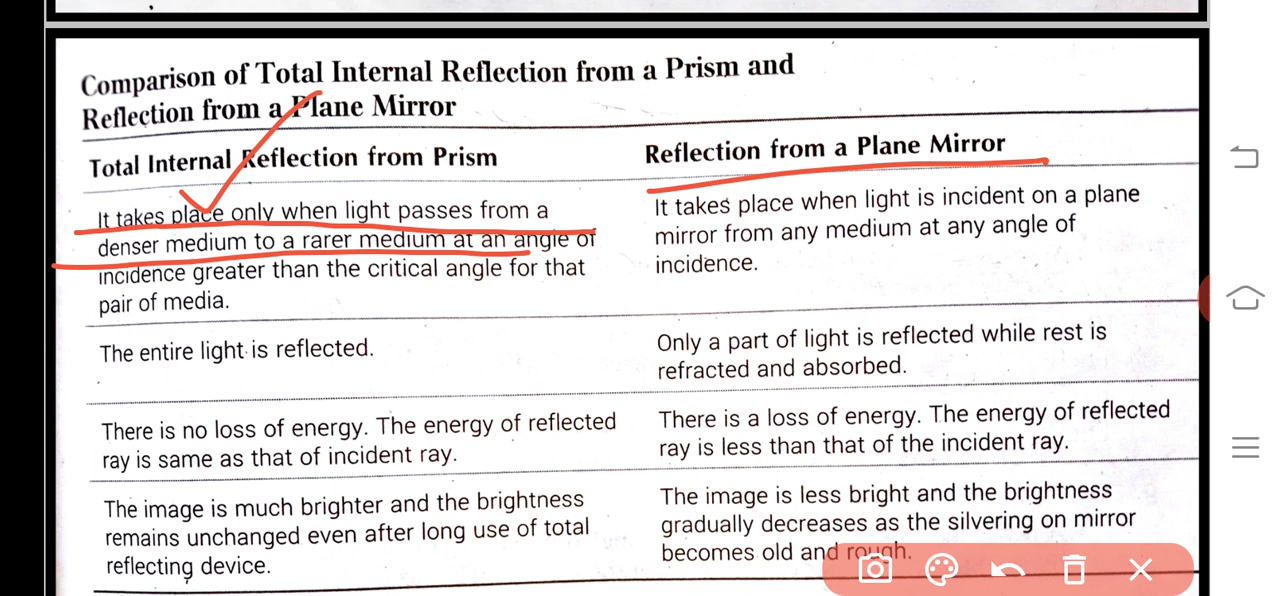 Comparison of Total Internal Reflection from a Prism and
Reflection from a Plane Mirror
Total Internal Reflection from Prism
Reflection from a Plane Mirror
It takes place only when light passes from a
denser medium to a rarer medium at an angle of
incidence greater than the critical angle for that
pair of media.
It takes place when light is incident on a plane
mirror from any medium at any angle of
incidence.
The entire light is reflected.
Only a part of light is reflected while rest is
refracted and absorbed.
There is no loss of energy. The energy of reflected
ray is same as that of incident ray.
There is a loss of energy. The energy of reflected
ray is less than that of the incident ray.
The image is much brighter and the brightness
remains unchanged even after long use of total
reflecting device.
The image is less bright and the brightness
gradually decreases as the silvering on mirror
becomes old and rough.